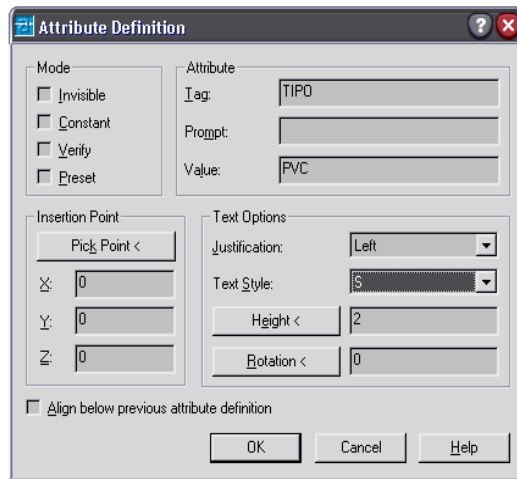 Attribute Definition
Mode
Invisible
Constant
Verify
Preset
Attribute
Tag: TIPO
Prompt:
Value: PVC
Insertion Point
Pick Point <
X: 0
Y: 0
Z: 0
Text Options
Justification: Left
Text Style: S
Height < 2
Rotation < 0
Align below previous attribute definition
OK Cancel Help